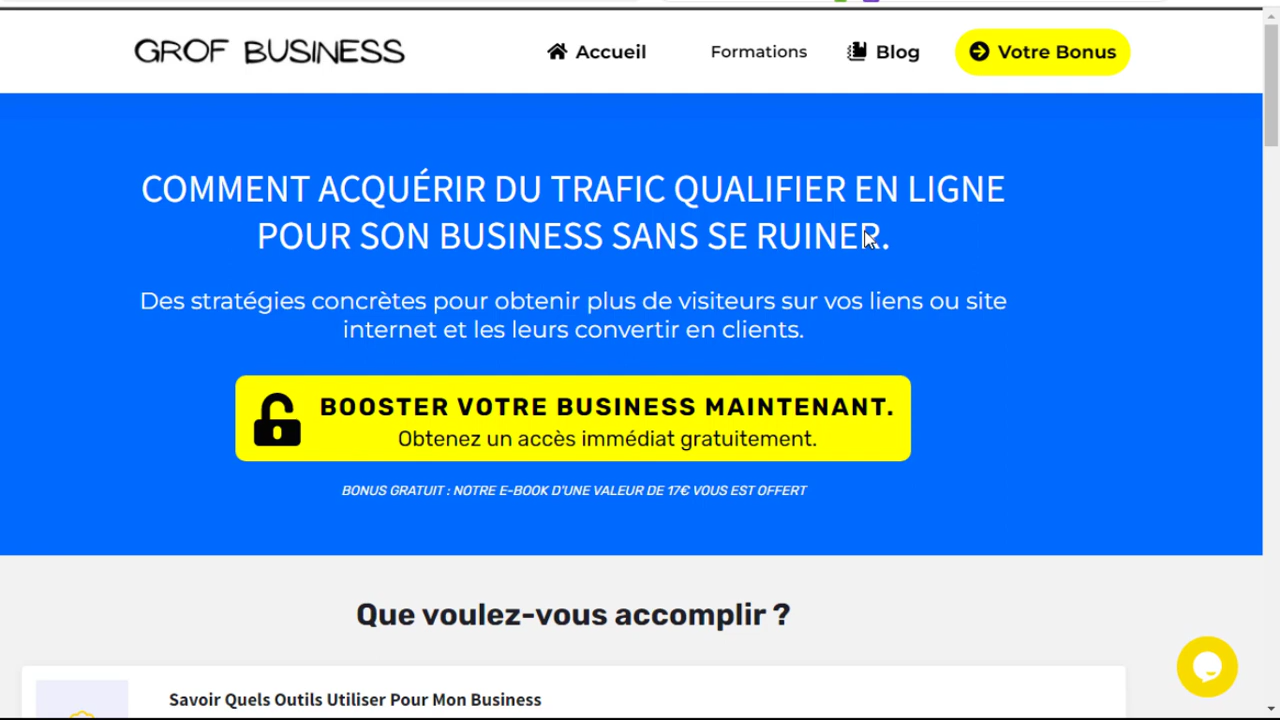 GROF BUSINESS
Accueil
Formations
Blog
Votre Bonus
COMMENT ACQUÉRIR DU TRAFIC QUALIFIER EN LIGNE
POUR SON BUSINESS SANS SE RUINER.
Des stratégies concrètes pour obtenir plus de visiteurs sur vos liens ou site
internet et les leurs convertir en clients.
BOOSTER VOTRE BUSINESS MAINTENANT.
Obtenez un accès immédiat gratuitement.
BONUS GRATUIT : NOTRE E-BOOK D'UNE VALEUR DE 17€ VOUS EST OFFERT
Que voulez-vous accomplir ?
Savoir Quels Outils Utiliser Pour Mon Business